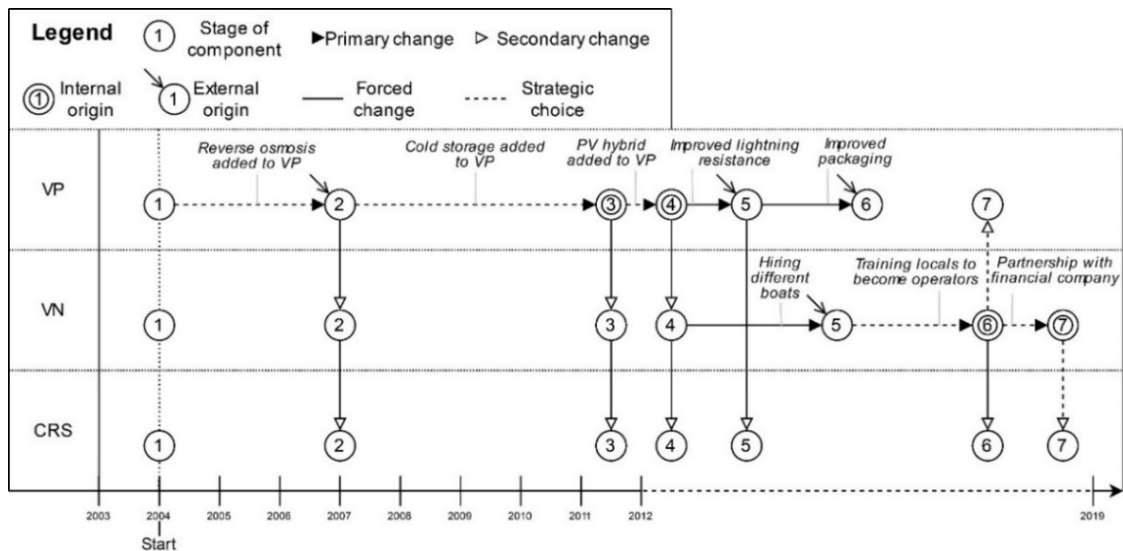 Legend
1
Stage of
component
Primary change
Secondary change
1
Internal
origin
1
External
origin
Forced
change
Strategic
choice
VP
Reverse osmosis
added to VP
Cold storage added
to VP
PV hybrid
added to VP
Improved lightning
resistance
Improved
packaging
1 2 3 4 5 6 7
VN
Hiring
different
boats
Training locals to
become operators
Partnership with
financial company
1 2 3 4 5 6 7
CRS
1 2 3 4 5 6 7
2003 2004 2005 2006 2007 2008 2009 2010 2011 2012 2019
Start